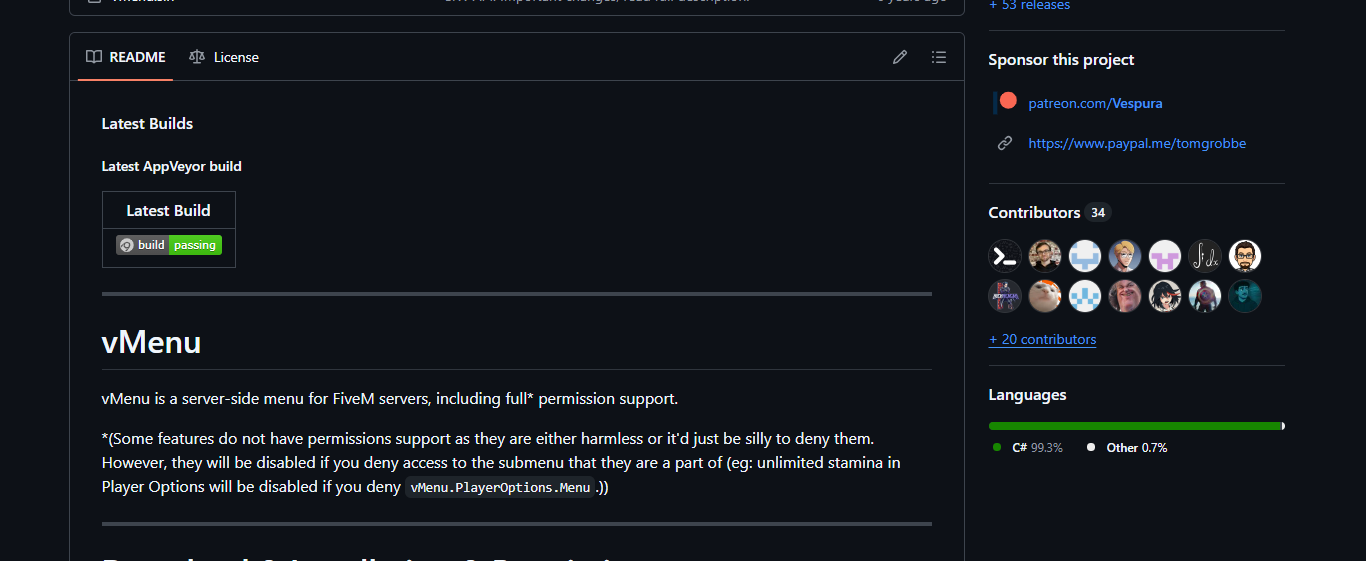 + 53 releases
README
License
Latest Builds
Latest AppVeyor build
Latest Build
build passing
vMenu
vMenu is a server-side menu for FiveM servers, including full* permission support.
*(Some features do not have permissions support as they are either harmless or it'd just be silly to deny them.
However, they will be disabled if you deny access to the submenu that they are a part of (eg: unlimited stamina in
Player Options will be disabled if you deny vMenu.PlayerOptions.Menu.))
Sponsor this project
patreon.com/Vespura
https://www.paypal.me/tomgrobbe
Contributors 34
+ 20 contributors
Languages
C# 99.3%
Other 0.7%